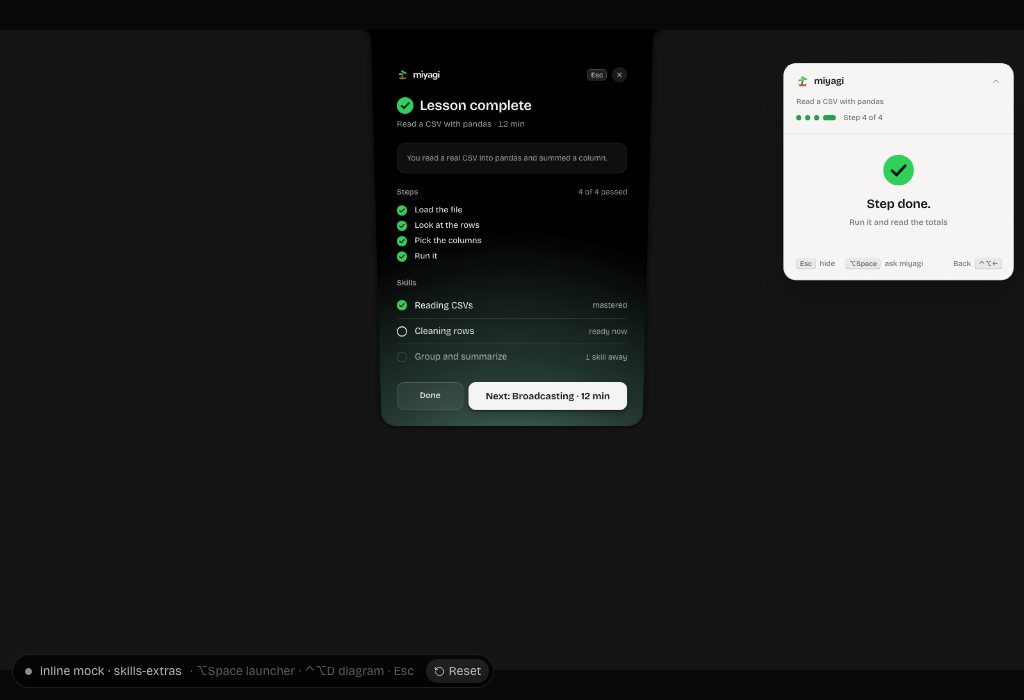 miyagi
Esc ×
Lesson complete
Read a CSV with pandas · 12 min
You read a real CSV into pandas and summed a column.
Steps 4 of 4 passed
Load the file
Look at the rows
Pick the columns
Run it
Skills
Reading CSVs mastered
Cleaning rows ready now
Group and summarize 1 skill away
Done Next: Broadcasting · 12 min
miyagi
Read a CSV with pandas
Step 4 of 4
Step done.
Run it and read the totals
Esc hide ⌥Space ask miyagi Back ⌃⌥←
inline mock · skills-extras · ⌥Space launcher · ⌃⌥D diagram · Esc Reset